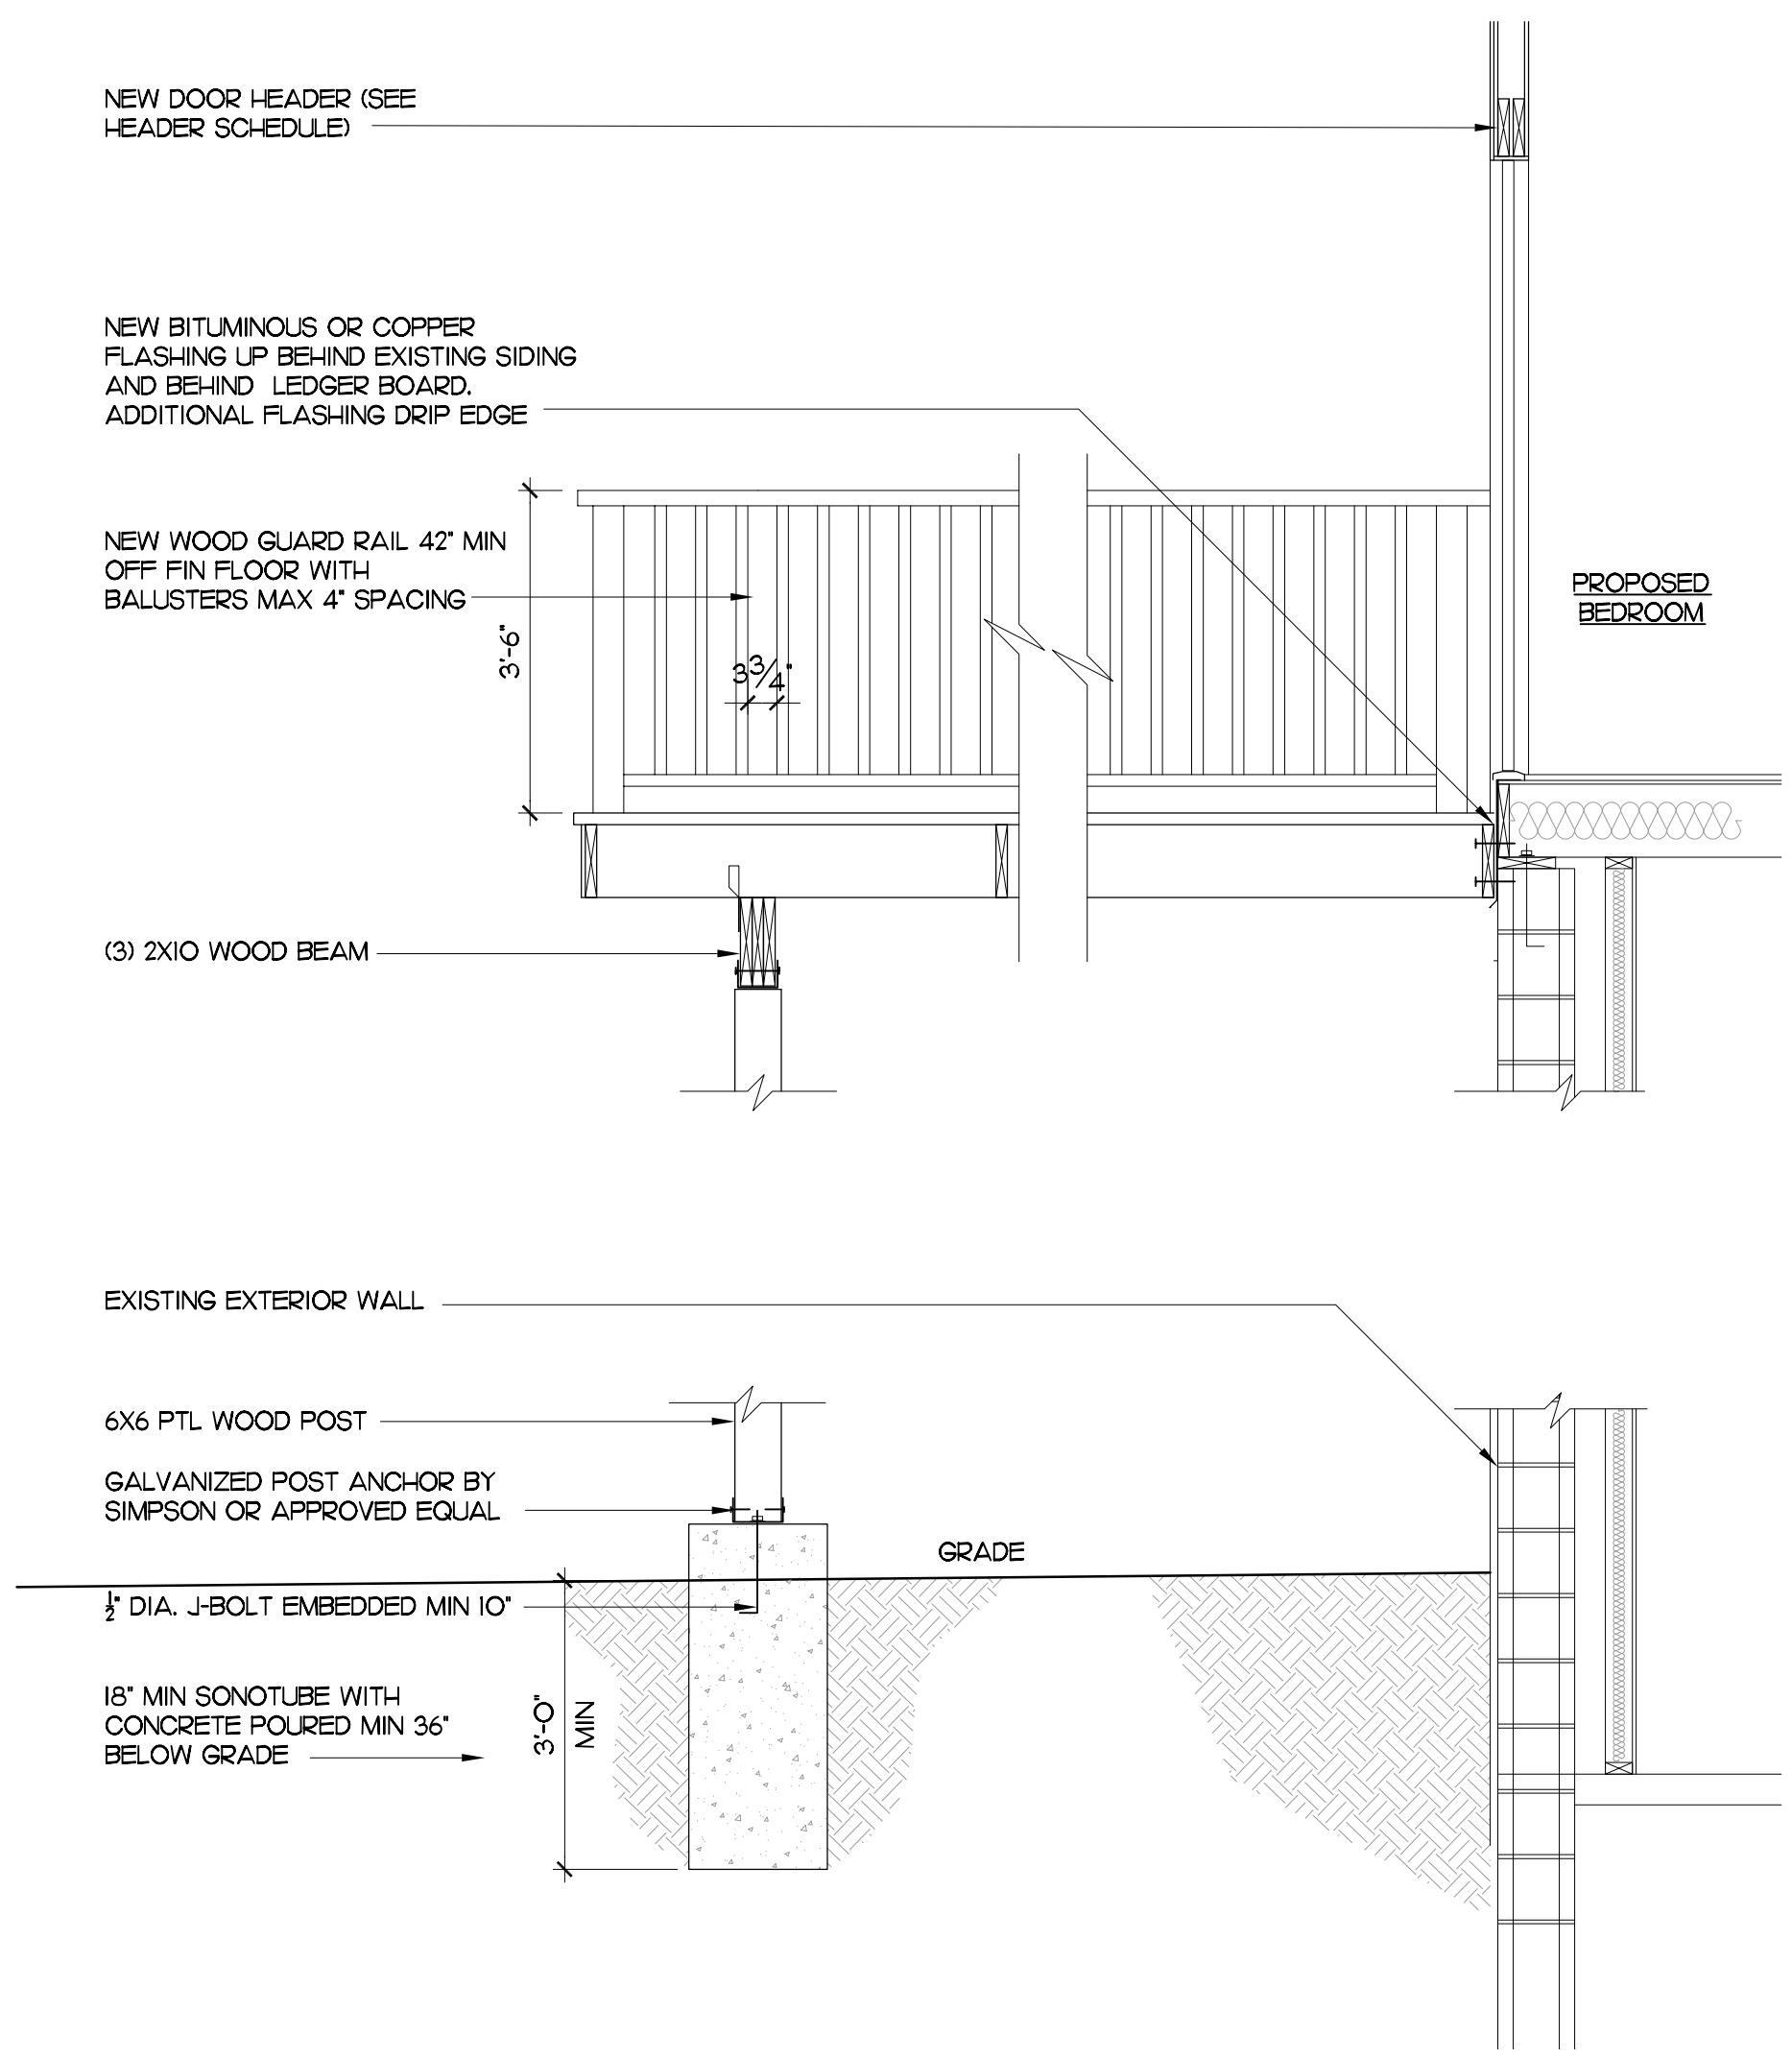 NEW DOOR HEADER (SEE
HEADER SCHEDULE)
NEW BITUMINOUS OR COPPER
FLASHING UP BEHIND EXISTING SIDING
AND BEHIND LEDGER BOARD.
ADDITIONAL FLASHING DRIP EDGE
NEW WOOD GUARD RAIL 42" MIN
OFF FIN FLOOR WITH
BALUSTERS MAX 4" SPACING
3'-6"
3 3/4"
PROPOSED
BEDROOM
(3) 2X10 WOOD BEAM
EXISTING EXTERIOR WALL
6X6 PTL WOOD POST
GALVANIZED POST ANCHOR BY
SIMPSON OR APPROVED EQUAL
GRADE
1/2" DIA. J-BOLT EMBEDDED MIN 10"
18" MIN SONOTUBE WITH
CONCRETE POURED MIN 36"
BELOW GRADE
3'-0"
MIN